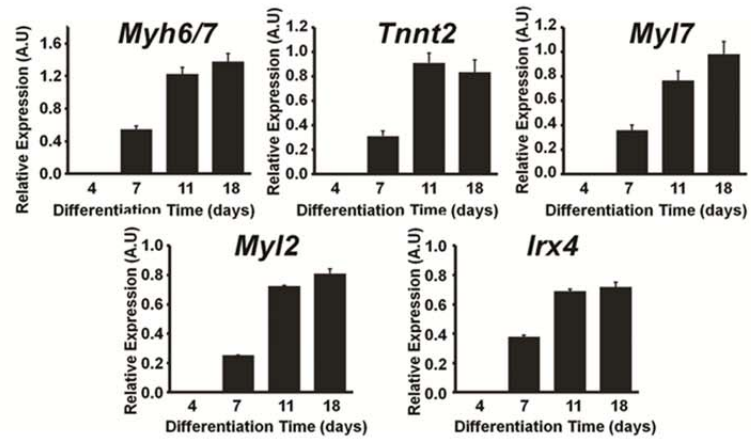 Myh6/7
Relative Expression (A.U)
1.6
1.2
0.8
0.4
0.0
4 7 11 18
Differentiation Time (days)
Tnnt2
Relative Expression (A.U)
1.2
1.0
0.8
0.6
0.4
0.2
0.0
4 7 11 18
Differentiation Time (days)
Myl7
Relative Expression (A.U)
1.2
1.0
0.8
0.6
0.4
0.2
0.0
4 7 11 18
Differentiation Time (days)
Myl2
Relative Expression (A.U)
1.0
0.8
0.6
0.4
0.2
0.0
4 7 11 18
Differentiation Time (days)
Irx4
Relative Expression (A.U)
1.0
0.8
0.6
0.4
0.2
0.0
4 7 11 18
Differentiation Time (days)